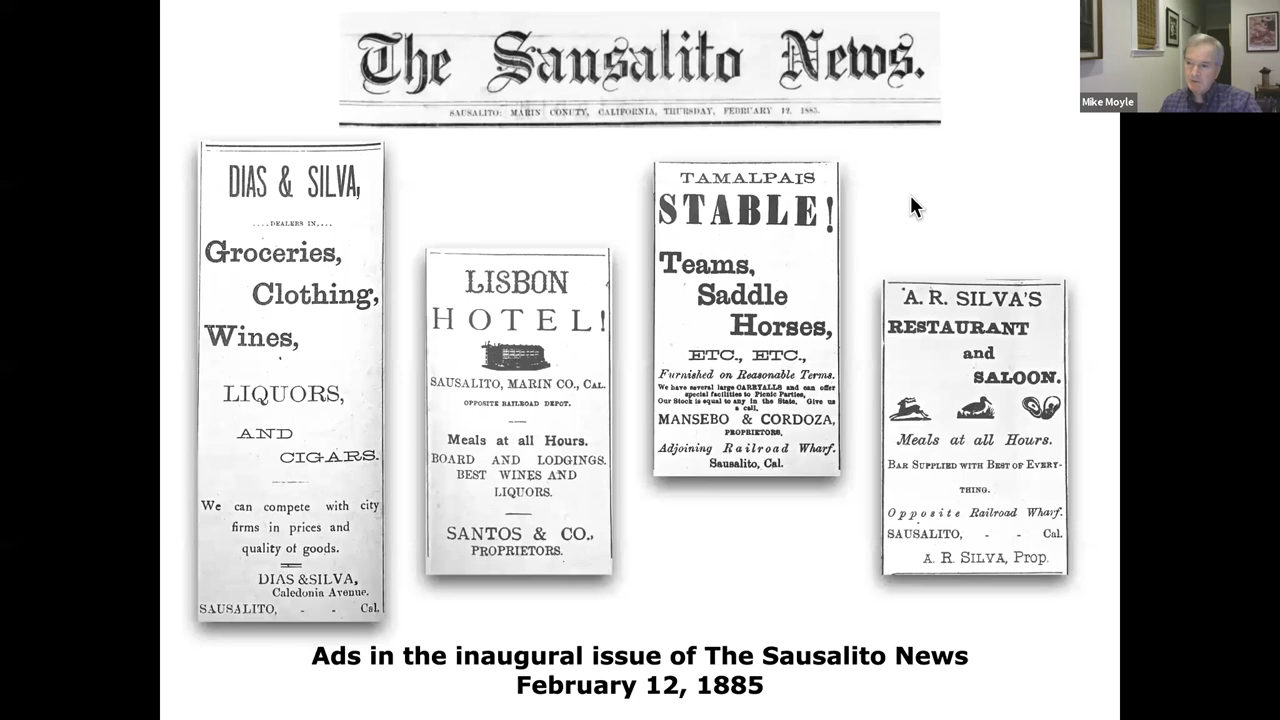 The Sausalito News.
SAUSALITO: MARIN CONUTY, CALIFORNIA, THURSDAY, FEBRUARY 12, 1885.
Mike Moyle
DIAS & SILVA,
....DEALERS IN....
Groceries,
Clothing,
Wines,
LIQUORS,
AND
CIGARS.
We can compete with city
firms in prices and
quality of goods.
DIAS & SILVA,
Caledonia Avenue.
SAUSALITO, - - Cal.
LISBON
HOTEL!
SAUSALITO, MARIN CO., CAL.
OPPOSITE RAILROAD DEPOT.
Meals at all Hours.
BOARD AND LODGINGS.
BEST WINES AND
LIQUORS.
SANTOS & CO.,
PROPRIETORS.
TAMALPAIS
STABLE!
Teams,
Saddle
Horses,
ETC., ETC.,
Furnished on Reasonable Terms.
We have several large CARRYALLS and can offer
special facilities to Picnic Parties,
Our Stock is equal to any in the State. Give us
a call,
MANSEBO & CORDOZA,
PROPRIETORS,
Adjoining Railroad Wharf.
Sausalito, Cal.
A. R. SILVA'S
RESTAURANT
and
SALOON.
Meals at all Hours.
BAR SUPPLIED WITH BEST OF EVERY-
THING.
Opposite Railroad Wharf.
SAUSALITO, - - Cal.
A. R. SILVA, Prop.
Ads in the inaugural issue of The Sausalito News
February 12, 1885